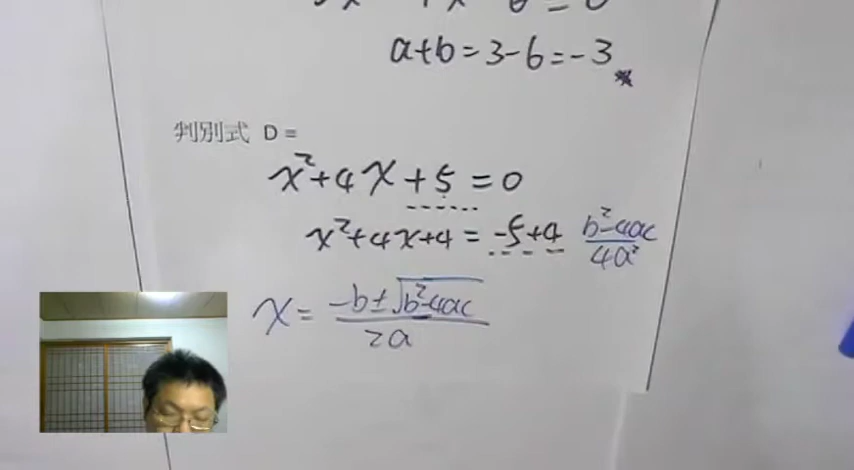 a+b=3-6=-3
判別式 D=
x²+4x+5=0
x²+4x+4=-5+4 b²-4ac/4a²
x= -b±√b²-4ac/2a